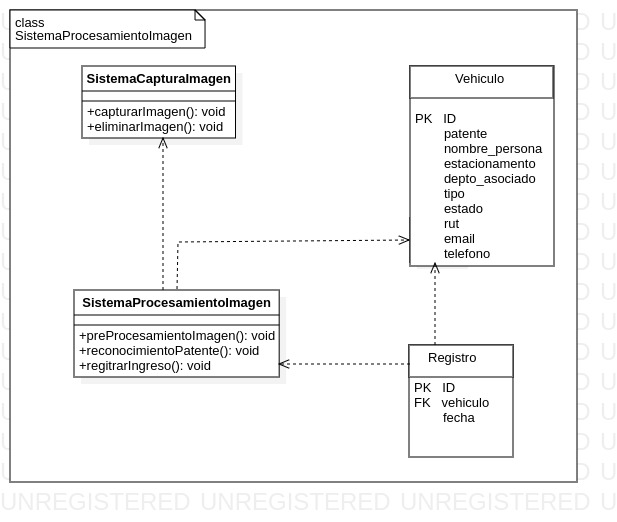 class
SistemaProcesamientoImagen
SistemaCapturaImagen
+capturarImagen(): void
+eliminarImagen(): void
Vehiculo
PK ID
patente
nombre_persona
estacionamento
depto_asociado
tipo
estado
rut
email
telefono
SistemaProcesamientoImagen
+preProcesamientoImagen(): void
+reconocimientoPatente(): void
+regitrarIngreso(): void
Registro
PK ID
FK vehiculo
fecha
UNREGISTERED UNREGISTERED UNREGISTERED U